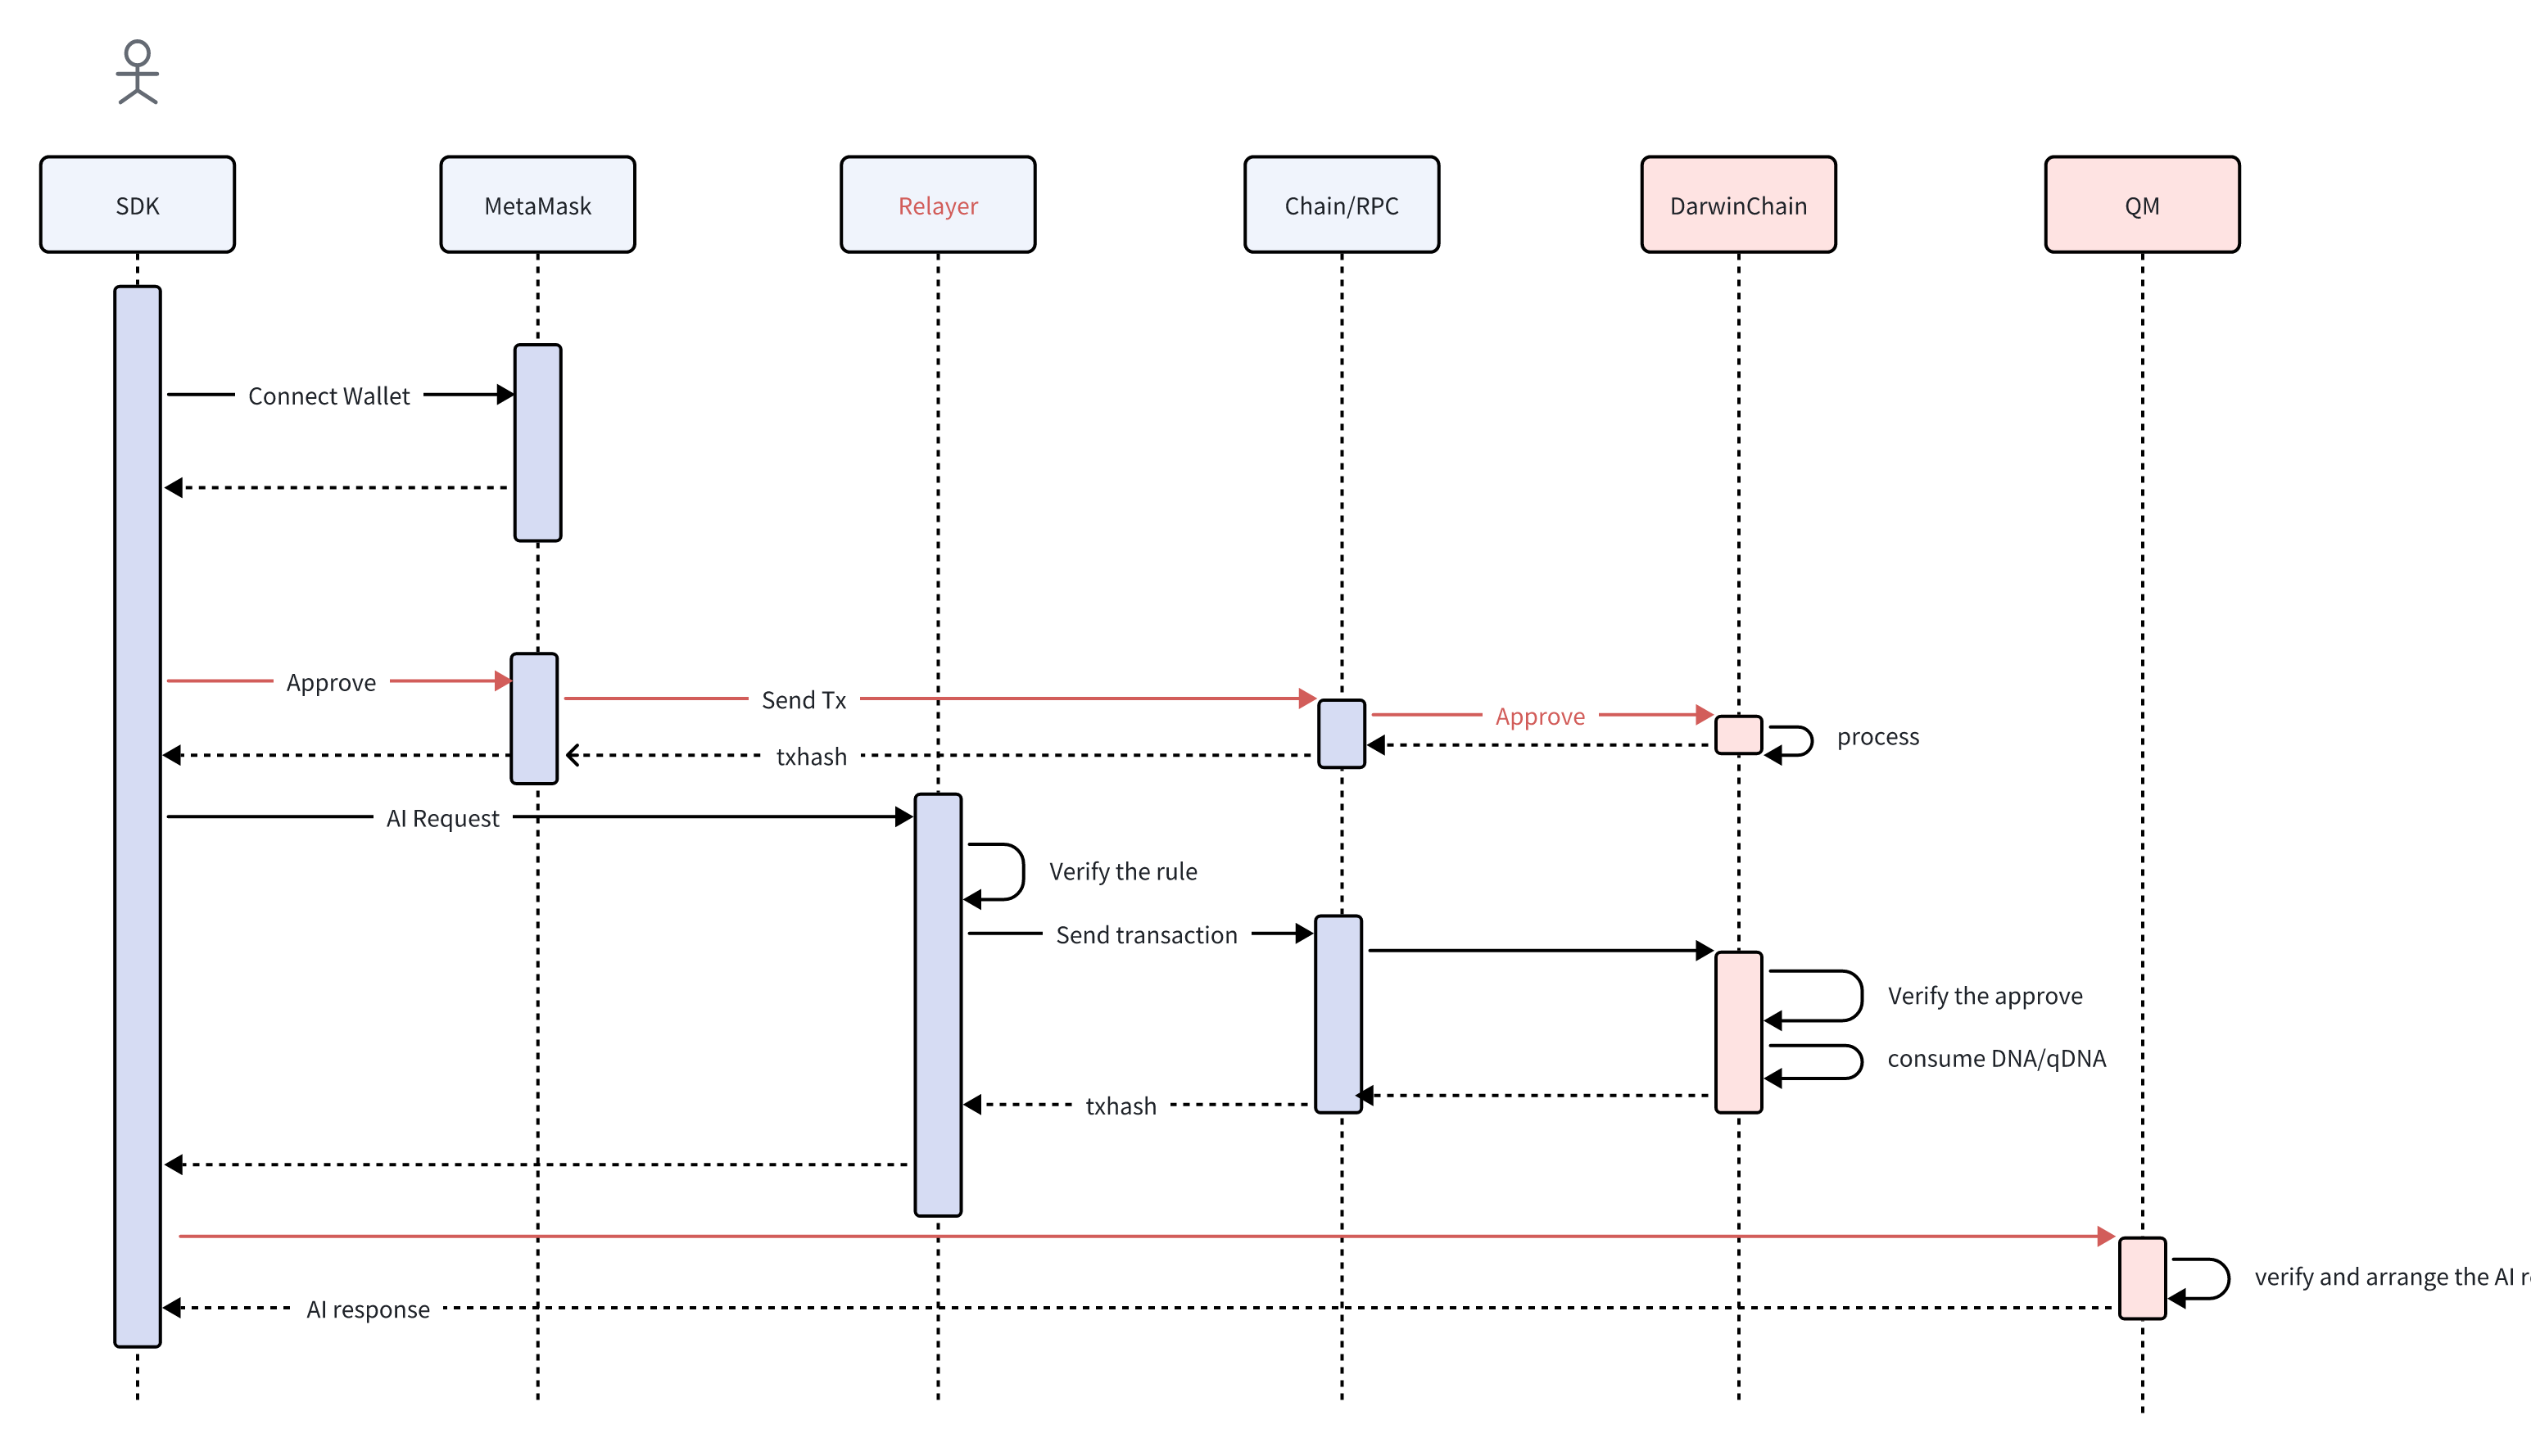 SDK
MetaMask
Relayer
Chain/RPC
DarwinChain
QM
Connect Wallet
Approve
Send Tx
Approve
process
txhash
AI Request
Verify the rule
Send transaction
Verify the approve
consume DNA/qDNA
txhash
verify and arrange the AI
AI response